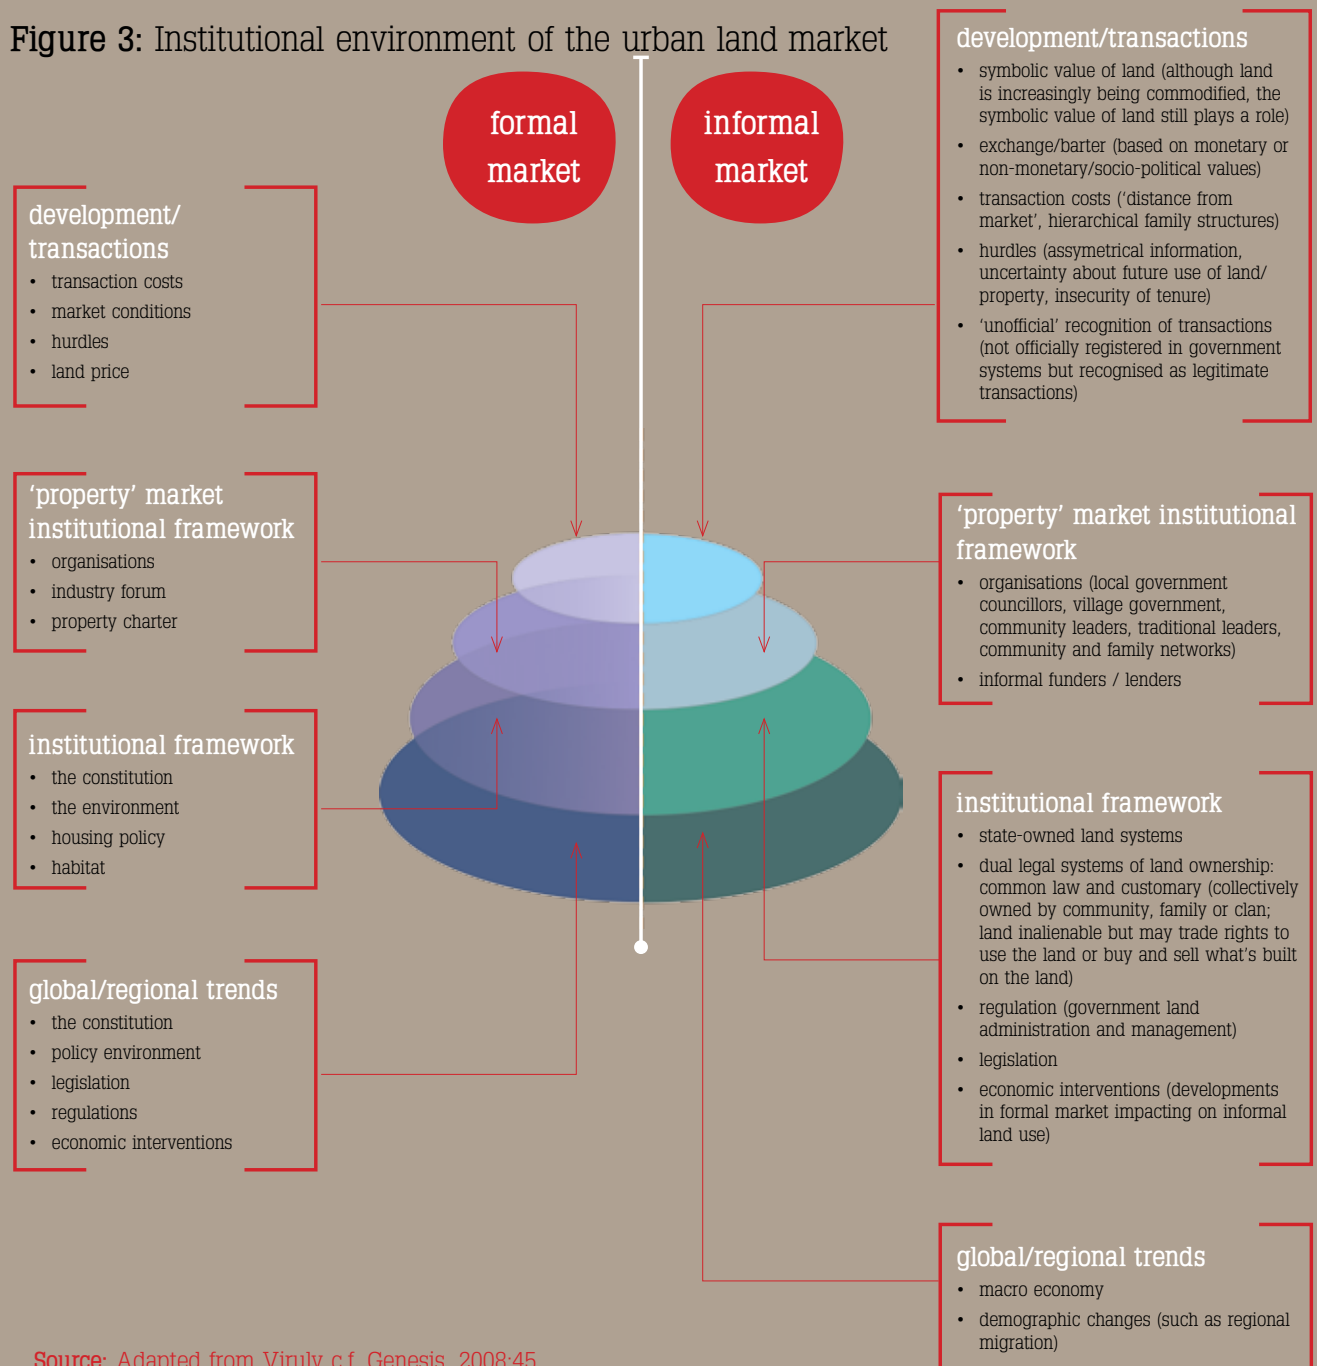 Figure 3: Institutional environment of the urban land market
formal
market
informal
market
development/
transactions
• transaction costs
• market conditions
• hurdles
• land price
‘property’ market
institutional framework
• organisations
• industry forum
• property charter
institutional framework
• the constitution
• the environment
• housing policy
• habitat
global/regional trends
• the constitution
• policy environment
• legislation
• regulations
• economic interventions
development/transactions
• symbolic value of land (although land
is increasingly being commodified, the
symbolic value of land still plays a role)
• exchange/barter (based on monetary or
non-monetary/socio-political values)
• transaction costs (‘distance from
market’, hierarchical family structures)
• hurdles (assymetrical information,
uncertainty about future use of land/
property, insecurity of tenure)
• ‘unofficial’ recognition of transactions
(not officially registered in government
systems but recognised as legitimate
transactions)
‘property’ market institutional
framework
• organisations (local government
councillors, village government,
community leaders, traditional leaders,
community and family networks)
• informal funders / lenders
institutional framework
• state-owned land systems
• dual legal systems of land ownership:
common law and customary (collectively
owned by community, family or clan;
land inalienable but may trade rights to
use the land or buy and sell what’s built
on the land)
• regulation (government land
administration and management)
• legislation
• economic interventions (developments
in formal market impacting on informal
land use)
global/regional trends
• macro economy
• demographic changes (such as regional
migration)
Source: Adapted from Viruly c.f. Genesis, 2008:45